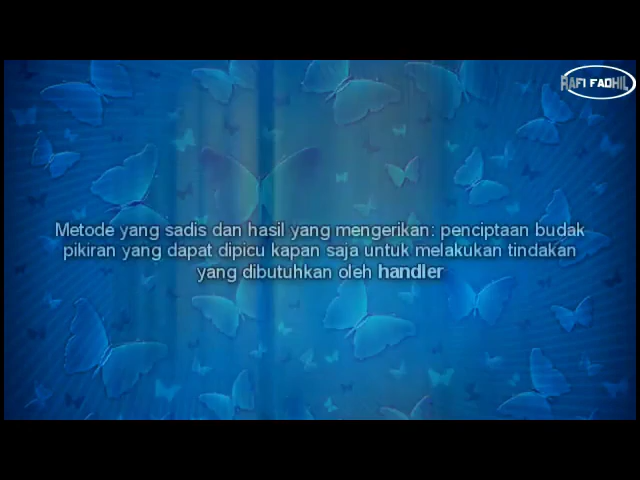 RAFI FADHIL
Metode yang sadis dan hasil yang mengerikan: penciptaan budak
pikiran yang dapat dipicu kapan saja untuk melakukan tindakan
yang dibutuhkan oleh handler